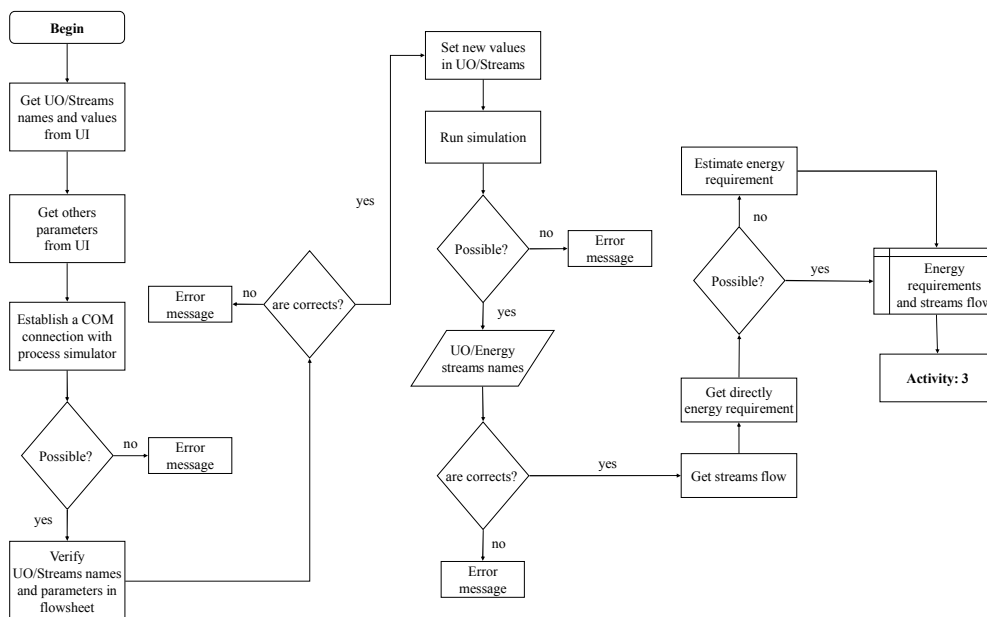 Begin
Get UO/Streams
names and values
from UI
Get others
parameters
from UI
Establish a COM
connection with
process simulator
Possible?
no
Error
message
yes
Verify
UO/Streams names
and parameters in
flowsheet
are corrects?
no
Error
message
yes
Set new values
in UO/Streams
Run simulation
Possible?
no
Error
message
yes
UO/Energy
streams names
are corrects?
no
Error
message
yes
Get streams flow
Get directly
energy requirement
Possible?
no
Estimate energy
requirement
yes
Energy
requirements
and streams flow
Activity: 3